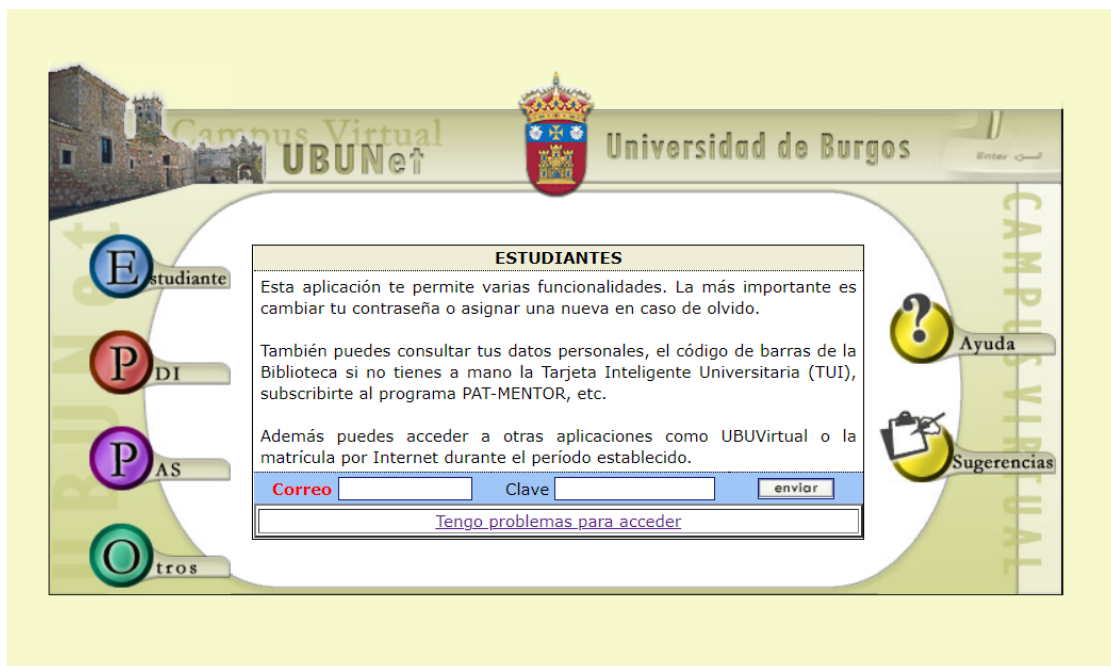 Campus Virtual
UBUNet
Universidad de Burgos
Enter
ESTUDIANTES
Esta aplicación te permite varias funcionalidades. La más importante es
cambiar tu contraseña o asignar una nueva en caso de olvido.
También puedes consultar tus datos personales, el código de barras de la
Biblioteca si no tienes a mano la Tarjeta Inteligente Universitaria (TUI),
subscribirte al programa PAT-MENTOR, etc.
Además puedes acceder a otras aplicaciones como UBUVirtual o la
matrícula por Internet durante el período establecido.
Correo Clave enviar
Tengo problemas para acceder
Estudiante
PDI
PAS
Otros
Ayuda
Sugerencias
UBUNet
CAMPUS VIRTUAL